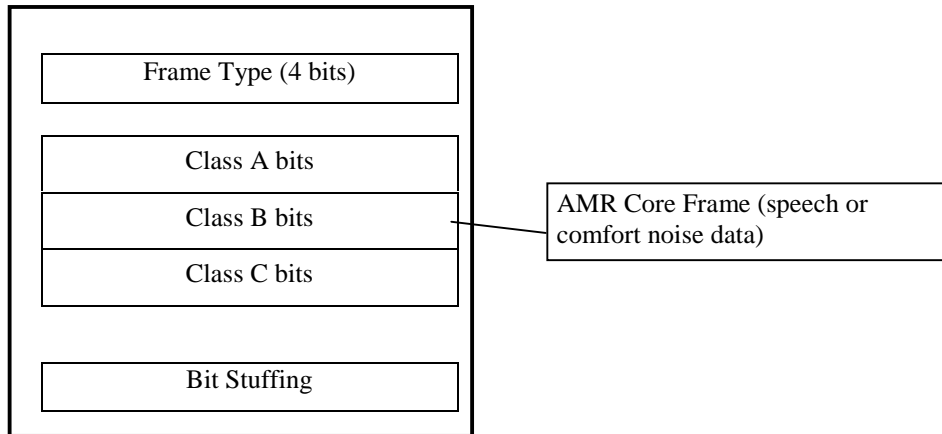 Frame Type (4 bits)
Class A bits
Class B bits
AMR Core Frame (speech or
comfort noise data)
Class C bits
Bit Stuffing